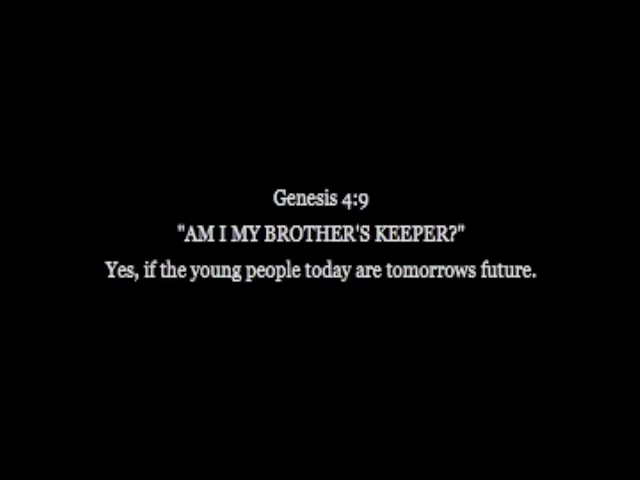 Genesis 4:9
"AM I MY BROTHER'S KEEPER?"
Yes, if the young people today are tomorrows future.